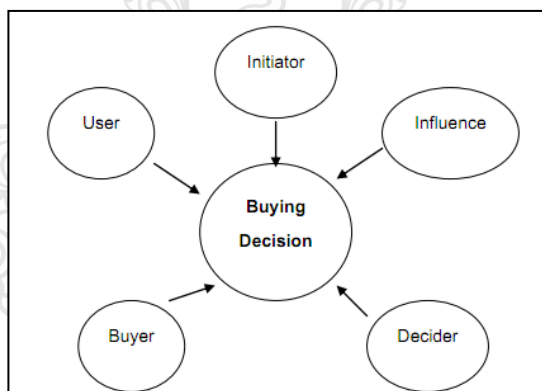 Initiator
User
Influence
Buying
Decision
Buyer
Decider